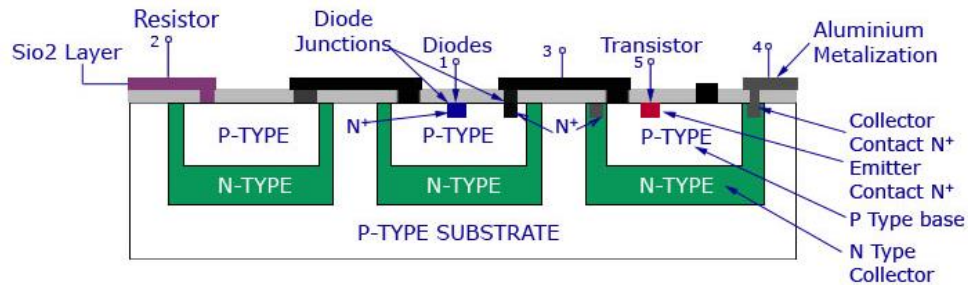 Resistor
2
Sio2 Layer
Diode
Junctions
Diodes
1
3
Transistor
5
4
Aluminium
Metalization
N+
P-TYPE
P-TYPE
N+
P-TYPE
N-TYPE
N-TYPE
N-TYPE
P-TYPE SUBSTRATE
Collector
Contact N+
Emitter
Contact N+
P Type base
N Type
Collector